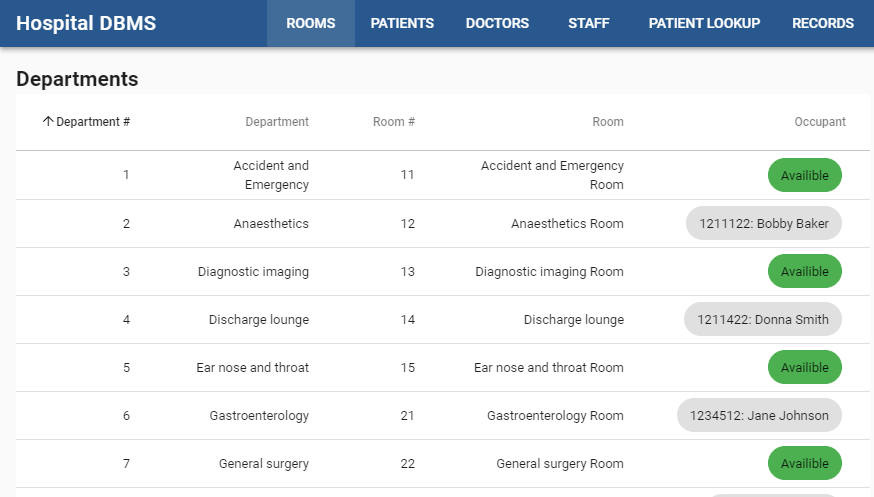 Hospital DBMS ROOMS PATIENTS DOCTORS STAFF PATIENT LOOKUP RECORDS
Departments
Department # Department Room # Room Occupant
1 Accident and Emergency 11 Accident and Emergency Room Availible
2 Anaesthetics 12 Anaesthetics Room 1211122: Bobby Baker
3 Diagnostic imaging 13 Diagnostic imaging Room Availible
4 Discharge lounge 14 Discharge lounge 1211422: Donna Smith
5 Ear nose and throat 15 Ear nose and throat Room Availible
6 Gastroenterology 21 Gastroenterology Room 1234512: Jane Johnson
7 General surgery 22 General surgery Room Availible